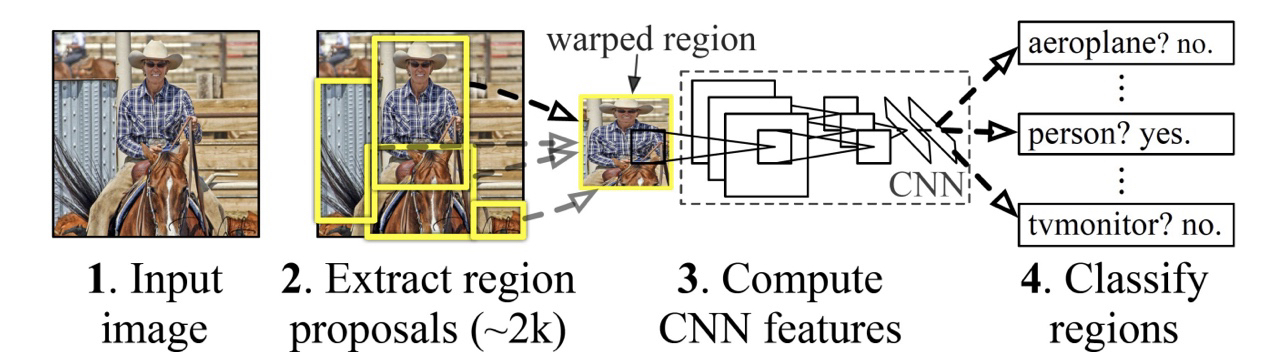 warped region
aeroplane? no.
⋮
person? yes.
CNN
⋮
tvmonitor? no.
1. Input
image
2. Extract region
proposals (~2k)
3. Compute
CNN features
4. Classify
regions